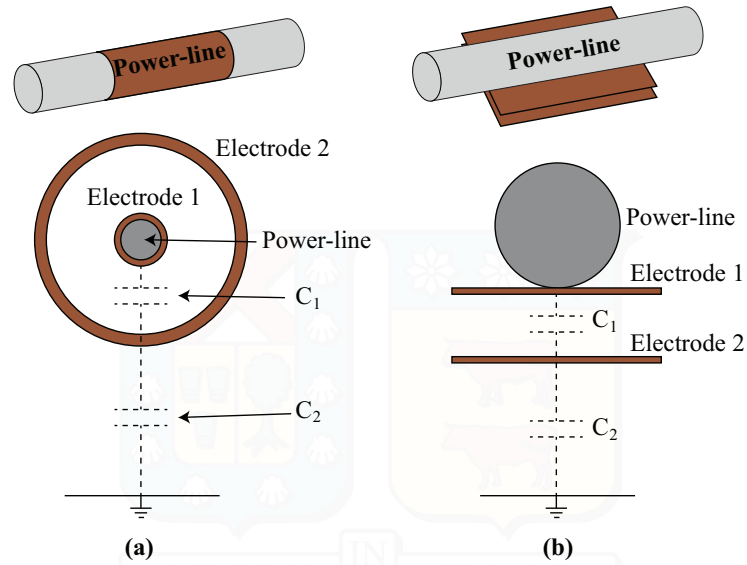 Power-line
Power-line
Electrode 2
Electrode 1
Power-line
C1
C2
(a)
Power-line
Electrode 1
C1
Electrode 2
C2
(b)
IN